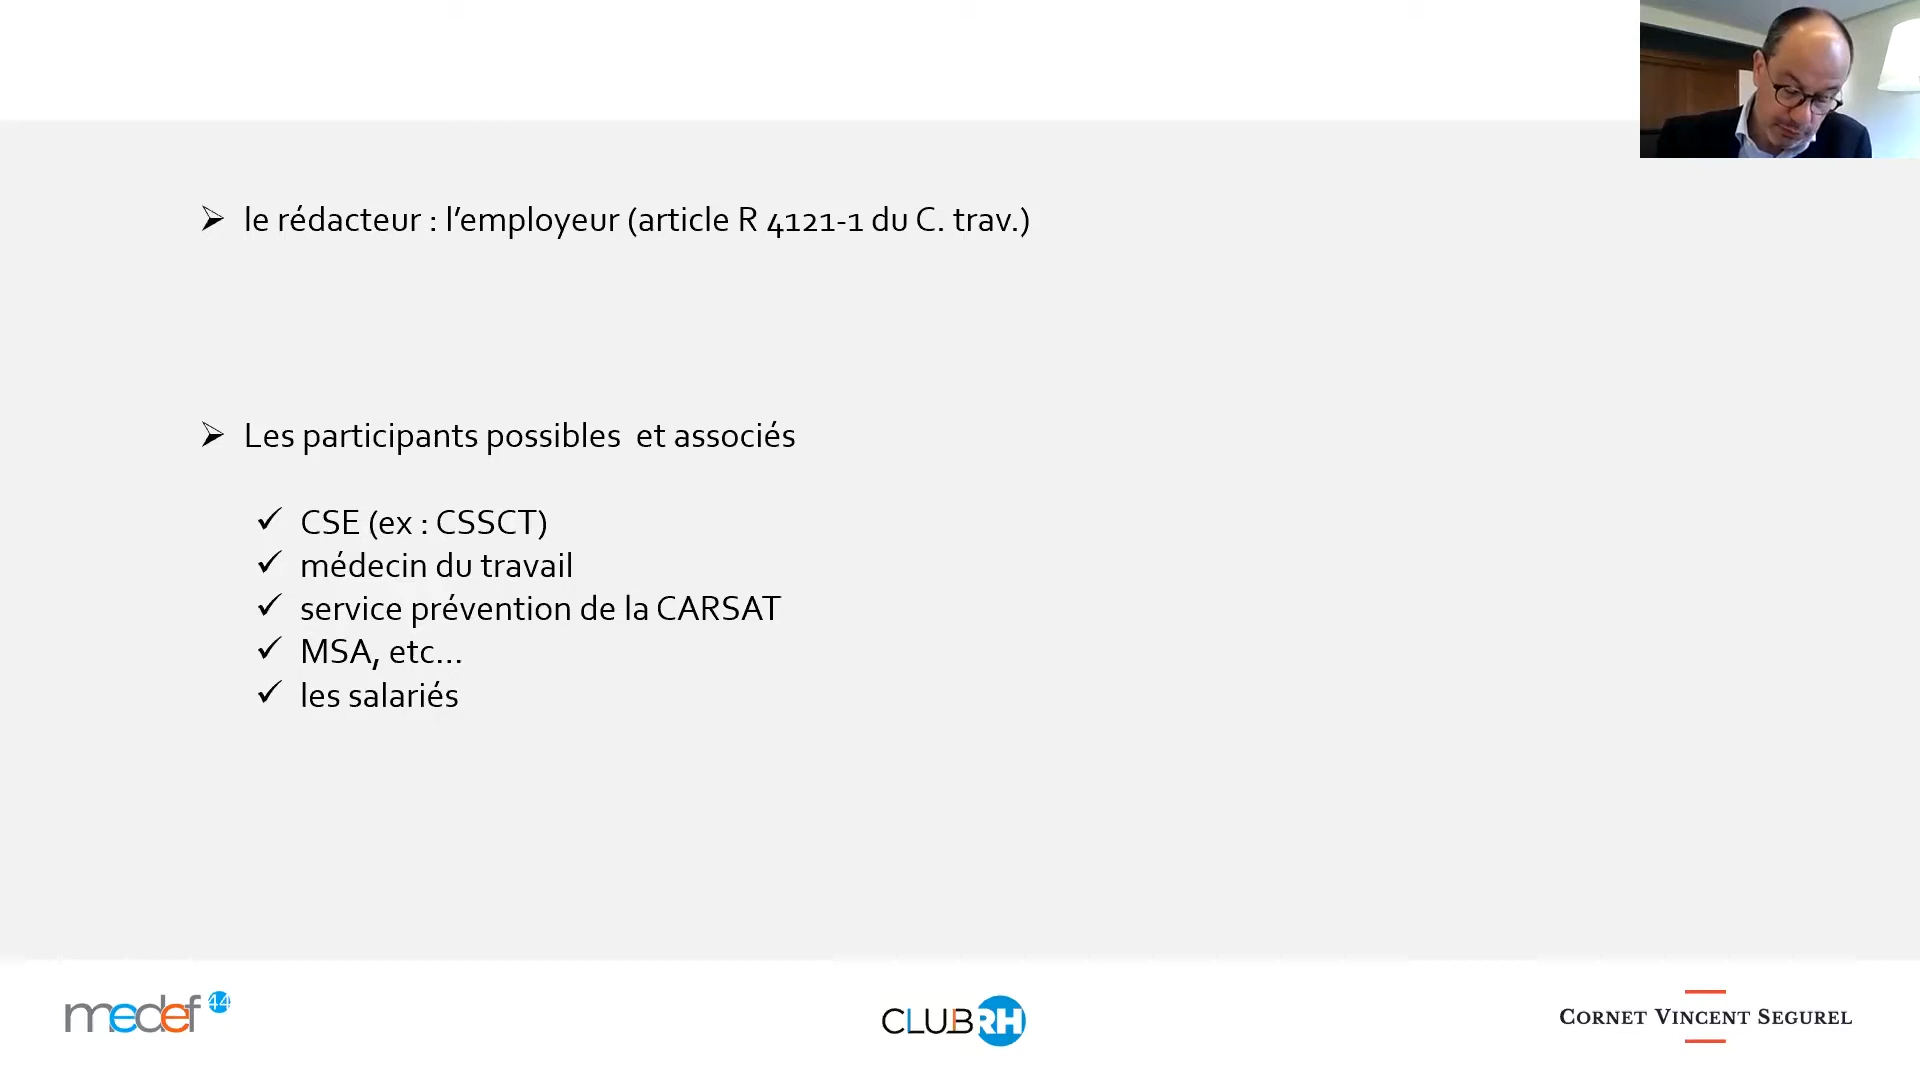 le rédacteur : l’employeur (article R 4121-1 du C. trav.)
Les participants possibles et associés
CSE (ex : CSSCT)
médecin du travail
service prévention de la CARSAT
MSA, etc...
les salariés
medef 44
CLUBRH
CORNET VINCENT SEGUREL